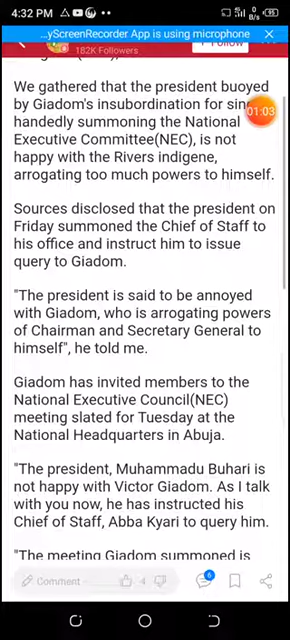 4:32 PM
B/s
95
...yScreenRecorder App is using microphone
182K Followers
Follow
We gathered that the president buoyed
by Giadom's insubordination for
handedly summoning the National
01:03
Executive Committee(NEC), is not
happy with the Rivers indigene,
arrogating too much powers to himself.
Sources disclosed that the president on
Friday summoned the Chief of Staff to
his office and instruct him to issue
query to Giadom.
"The president is said to be annoyed
with Giadom, who is arrogating powers
of Chairman and Secretary General to
himself", he told me.
Giadom has invited members to the
National Executive Council(NEC)
meeting slated for Tuesday at the
National Headquarters in Abuja.
"The president, Muhammadu Buhari is
not happy with Victor Giadom. As I talk
with you now, he has instructed his
Chief of Staff, Abba Kyari to query him.
"The meeting Giadom summoned is
Comment
4
6